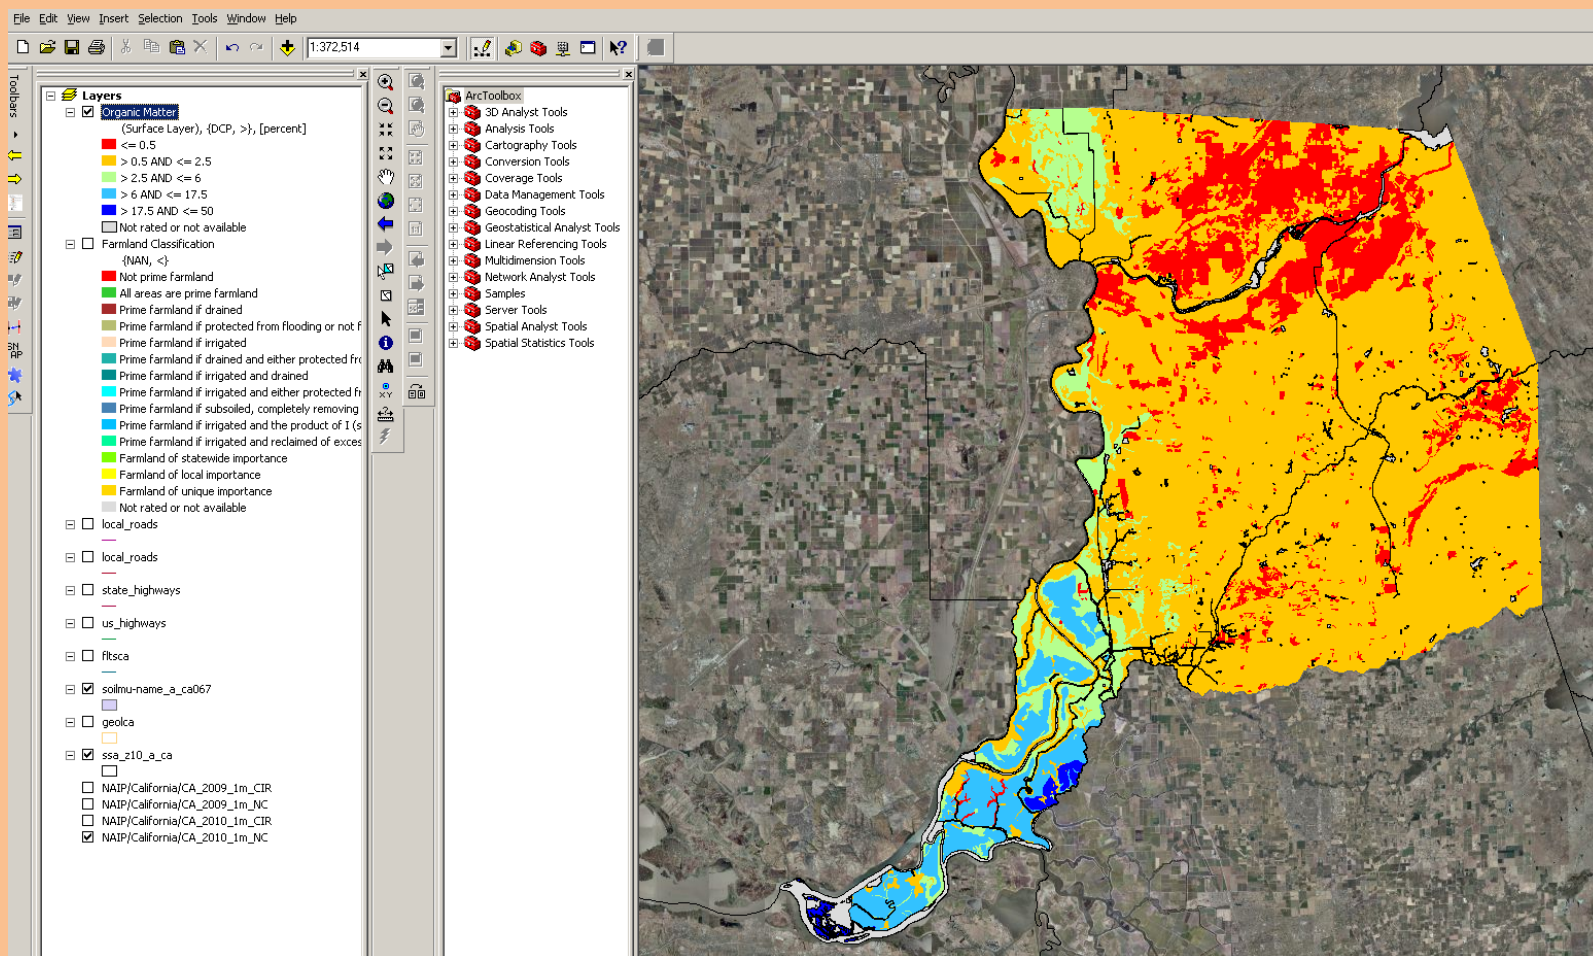 File Edit View Insert Selection Tools Window Help
1:372,514
Toolbars
Layers
Organic Matter
(Surface Layer), {DCP, >}, [percent]
<= 0.5
> 0.5 AND <= 2.5
> 2.5 AND <= 6
> 6 AND <= 17.5
> 17.5 AND <= 50
Not rated or not available
Farmland Classification
{NAN, <}
Not prime farmland
All areas are prime farmland
Prime farmland if drained
Prime farmland if protected from flooding or not f
Prime farmland if irrigated
Prime farmland if drained and either protected fro
Prime farmland if irrigated and drained
Prime farmland if irrigated and either protected fr
Prime farmland if subsoiled, completely removing
Prime farmland if irrigated and the product of I (s
Prime farmland if irrigated and reclaimed of exces
Farmland of statewide importance
Farmland of local importance
Farmland of unique importance
Not rated or not available
local_roads
local_roads
state_highways
us_highways
fltsca
soilmu-name_a_ca067
geolca
ssa_z10_a_ca
NAIP/California/CA_2009_1m_CIR
NAIP/California/CA_2009_1m_NC
NAIP/California/CA_2010_1m_CIR
NAIP/California/CA_2010_1m_NC
XY
ArcToolbox
3D Analyst Tools
Analysis Tools
Cartography Tools
Conversion Tools
Coverage Tools
Data Management Tools
Geocoding Tools
Geostatistical Analyst Tools
Linear Referencing Tools
Multidimension Tools
Network Analyst Tools
Samples
Server Tools
Spatial Analyst Tools
Spatial Statistics Tools